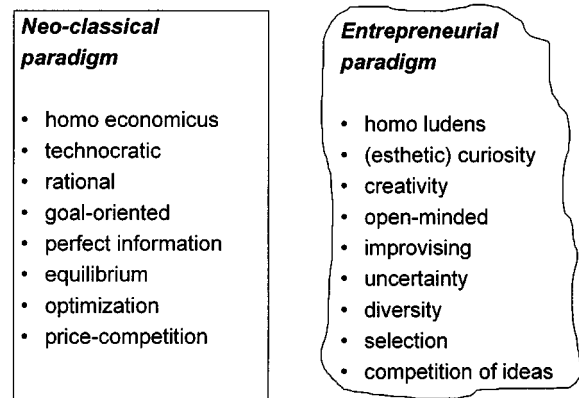 Neo-classical
paradigm
• homo economicus
• technocratic
• rational
• goal-oriented
• perfect information
• equilibrium
• optimization
• price-competition
Entrepreneurial
paradigm
• homo ludens
• (esthetic) curiosity
• creativity
• open-minded
• improvising
• uncertainty
• diversity
• selection
• competition of ideas